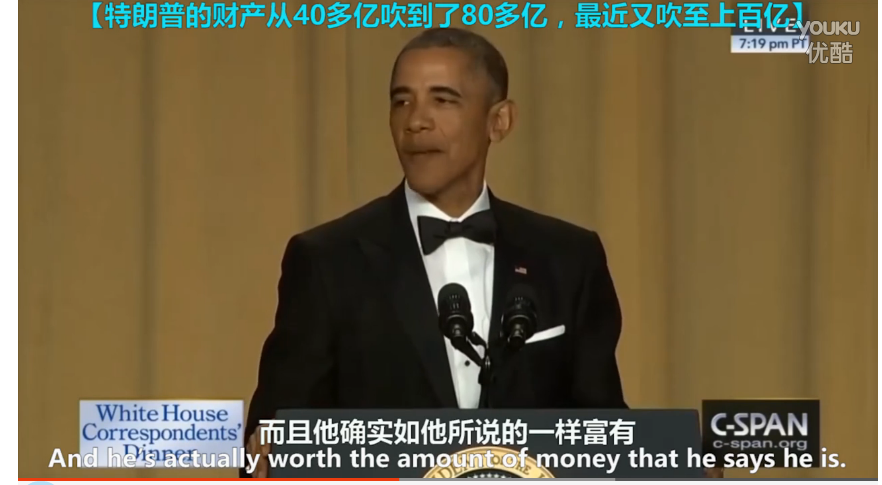 【特朗普的财产从40多亿吹到了80多亿，最近又吹至上百亿】
LIVE
YOUKU
7:19 pm PT
优酷
White House
Correspondents'
Dinner
而且他确实如他所说的一样富有
C-SPAN
c-span.org
And he's actually worth the amount of money that he says he is.